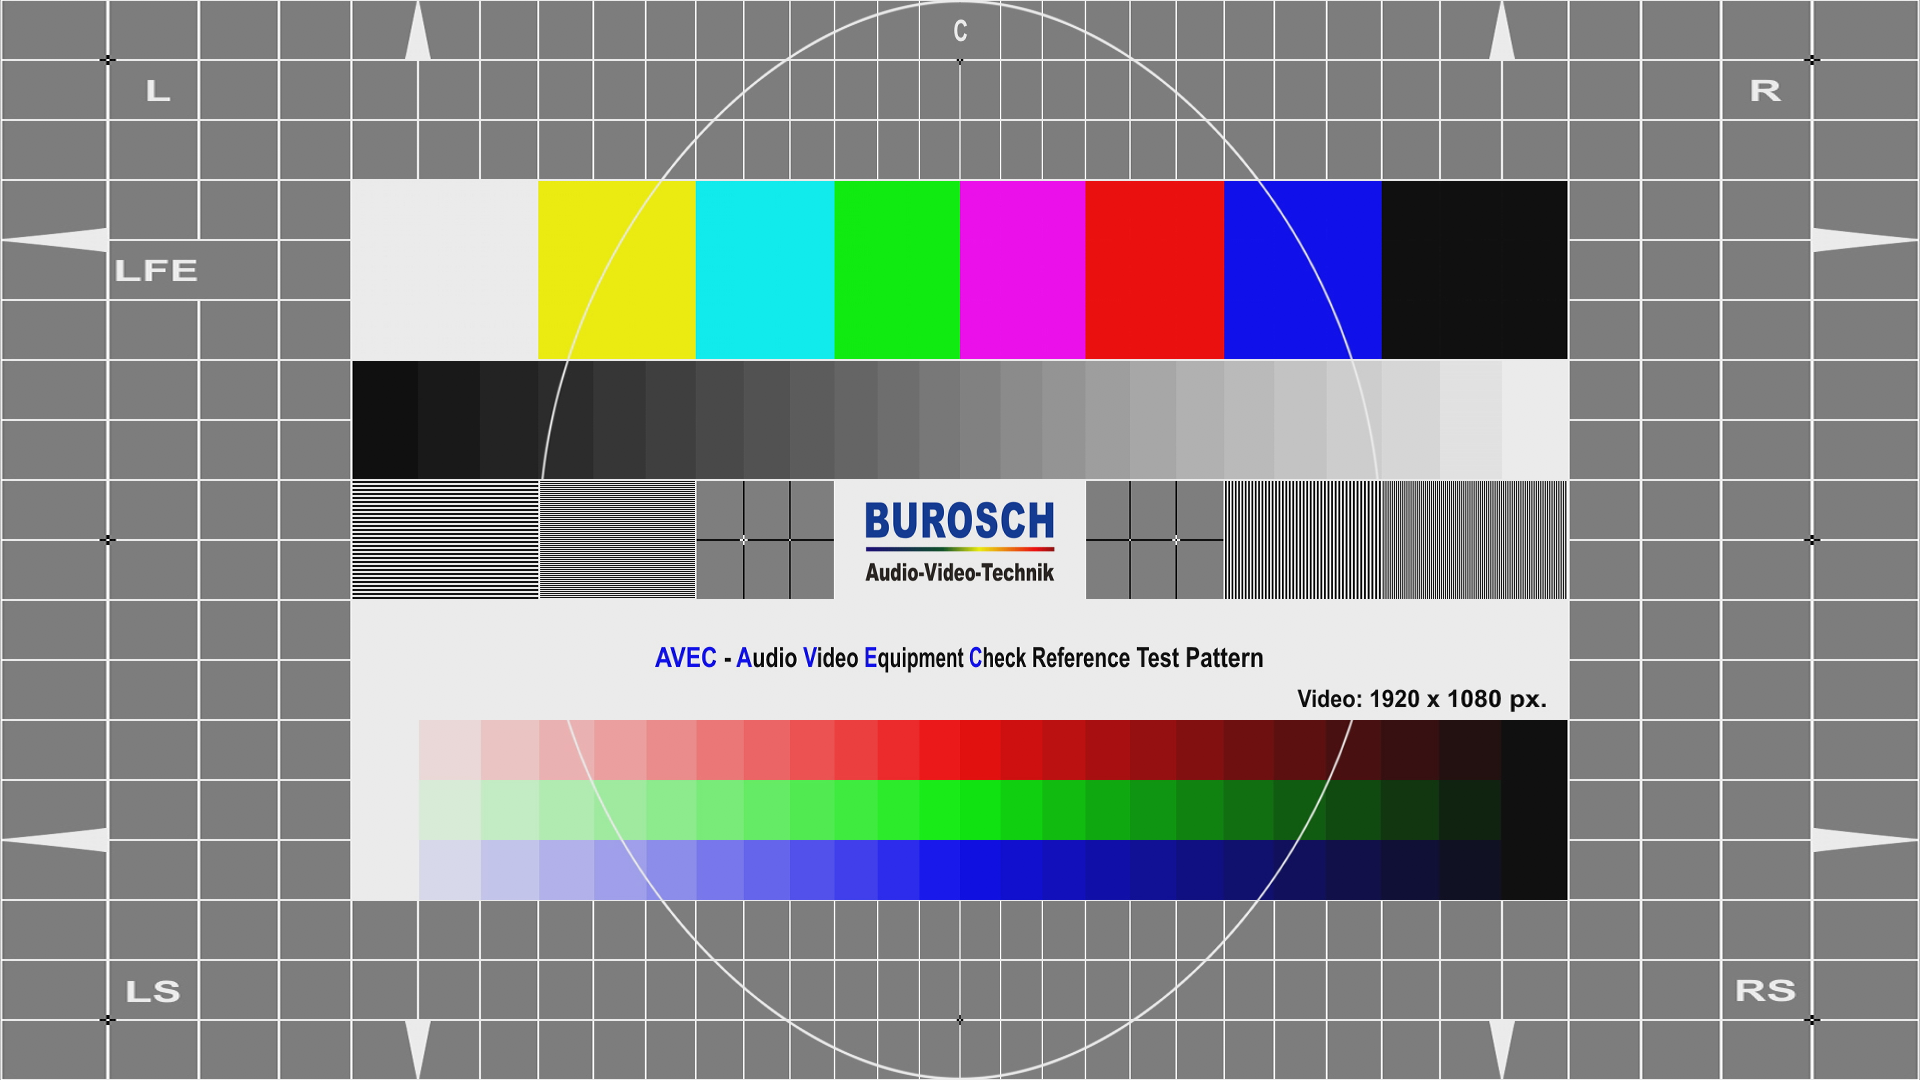 C
L
R
LFE
BUROSCH
Audio-Video-Technik
AVEC - Audio Video Equipment Check Reference Test Pattern
Video: 1920 x 1080 px.
LS
RS